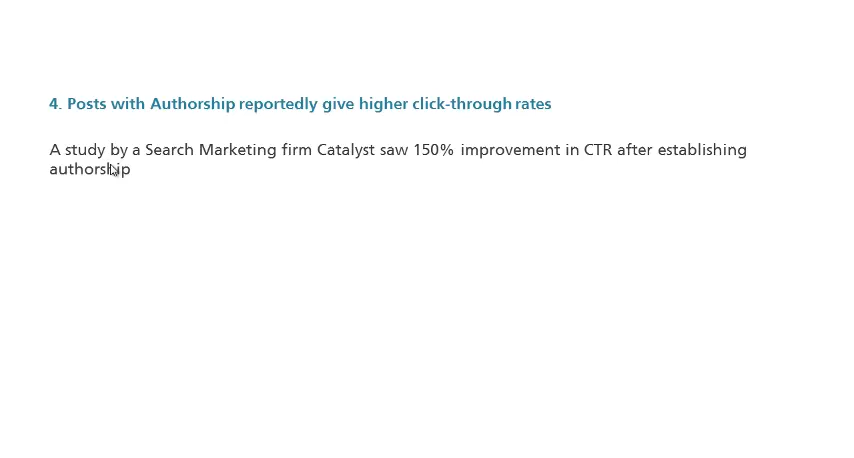 4. Posts with Authorship reportedly give higher click-through rates
A study by a Search Marketing firm Catalyst saw 150% improvement in CTR after establishing
authorship